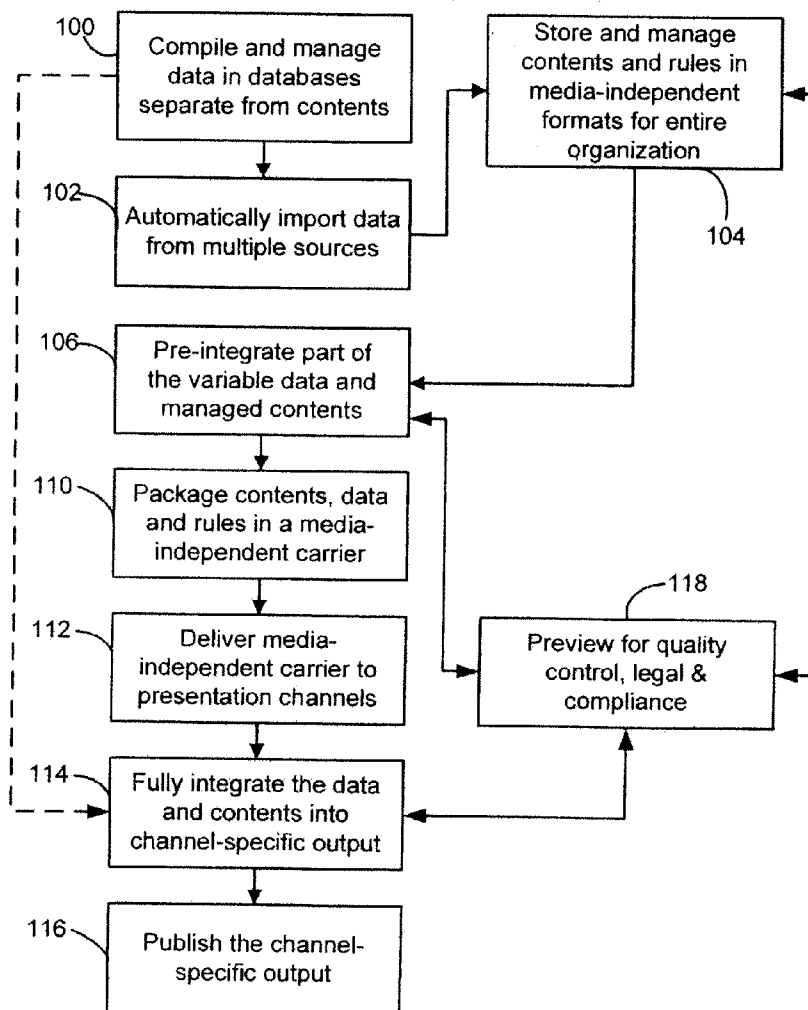 100
Compile and manage
data in databases
separate from contents
Store and manage
contents and rules in
media-independent
formats for entire
organization
104
102
Automatically import data
from multiple sources
106
Pre-integrate part of
the variable data and
managed contents
110
Package contents, data
and rules in a media-
independent carrier
112
Deliver media-
independent carrier to
presentation channels
118
Preview for quality
control, legal &
compliance
114
Fully integrate the data
and contents into
channel-specific output
116
Publish the channel-
specific output